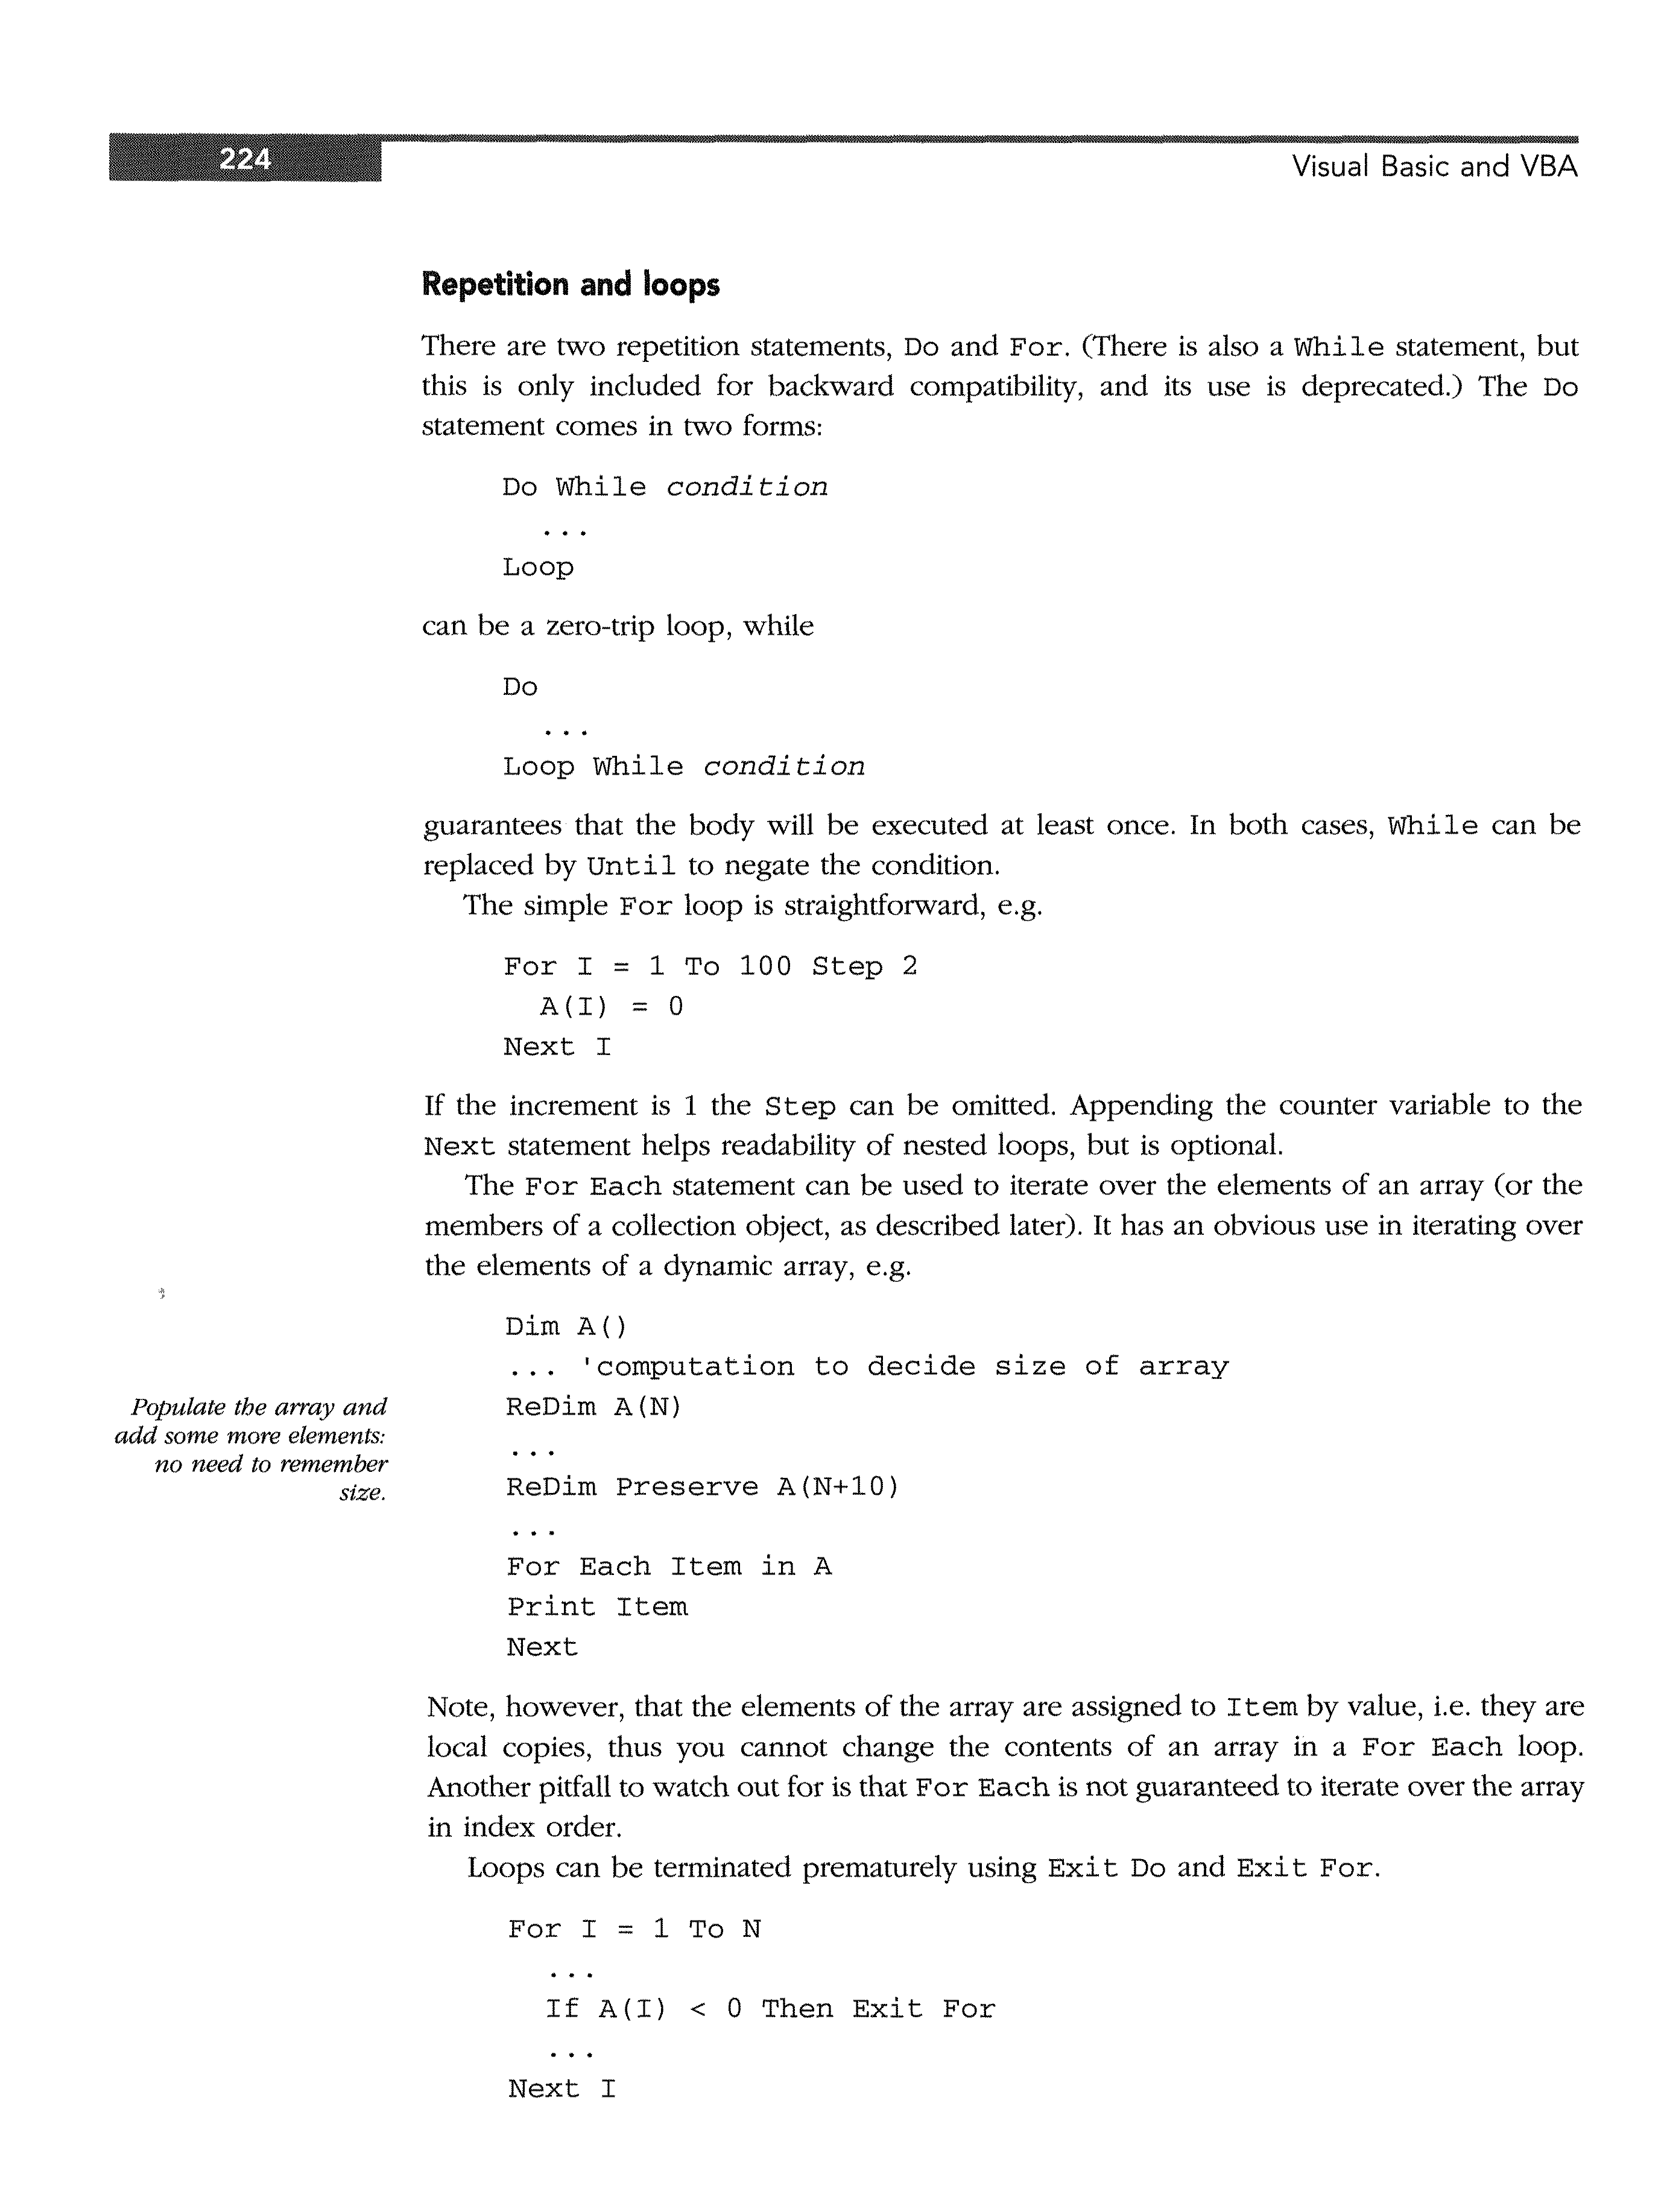 224
Visual Basic and VBA
Repetition and loops
There are two repetition statements, Do and For. (There is also a While statement, but
this is only included for backward compatibility, and its use is deprecated.) The Do
statement comes in two forms:
Do While condition
...
Loop
can be a zero-trip loop, while
Do
...
Loop While condition
guarantees that the body will be executed at least once. In both cases, While can be
replaced by Until to negate the condition.
The simple For loop is straightforward, e.g.
For I = 1 To 100 Step 2
A(I) = 0
Next I
If the increment is 1 the Step can be omitted. Appending the counter variable to the
Next statement helps readability of nested loops, but is optional.
The For Each statement can be used to iterate over the elements of an array (or the
members of a collection object, as described later). It has an obvious use in iterating over
the elements of a dynamic array, e.g.
Dim A()
... 'computation to decide size of array
ReDim A(N)
...
ReDim Preserve A(N+10)
...
For Each Item in A
Print Item
Next
Populate the array and
add some more elements:
no need to remember
size.
Note, however, that the elements of the array are assigned to Item by value, i.e. they are
local copies, thus you cannot change the contents of an array in a For Each loop.
Another pitfall to watch out for is that For Each is not guaranteed to iterate over the array
in index order.
Loops can be terminated prematurely using Exit Do and Exit For.
For I = 1 To N
...
If A(I) < 0 Then Exit For
...
Next I